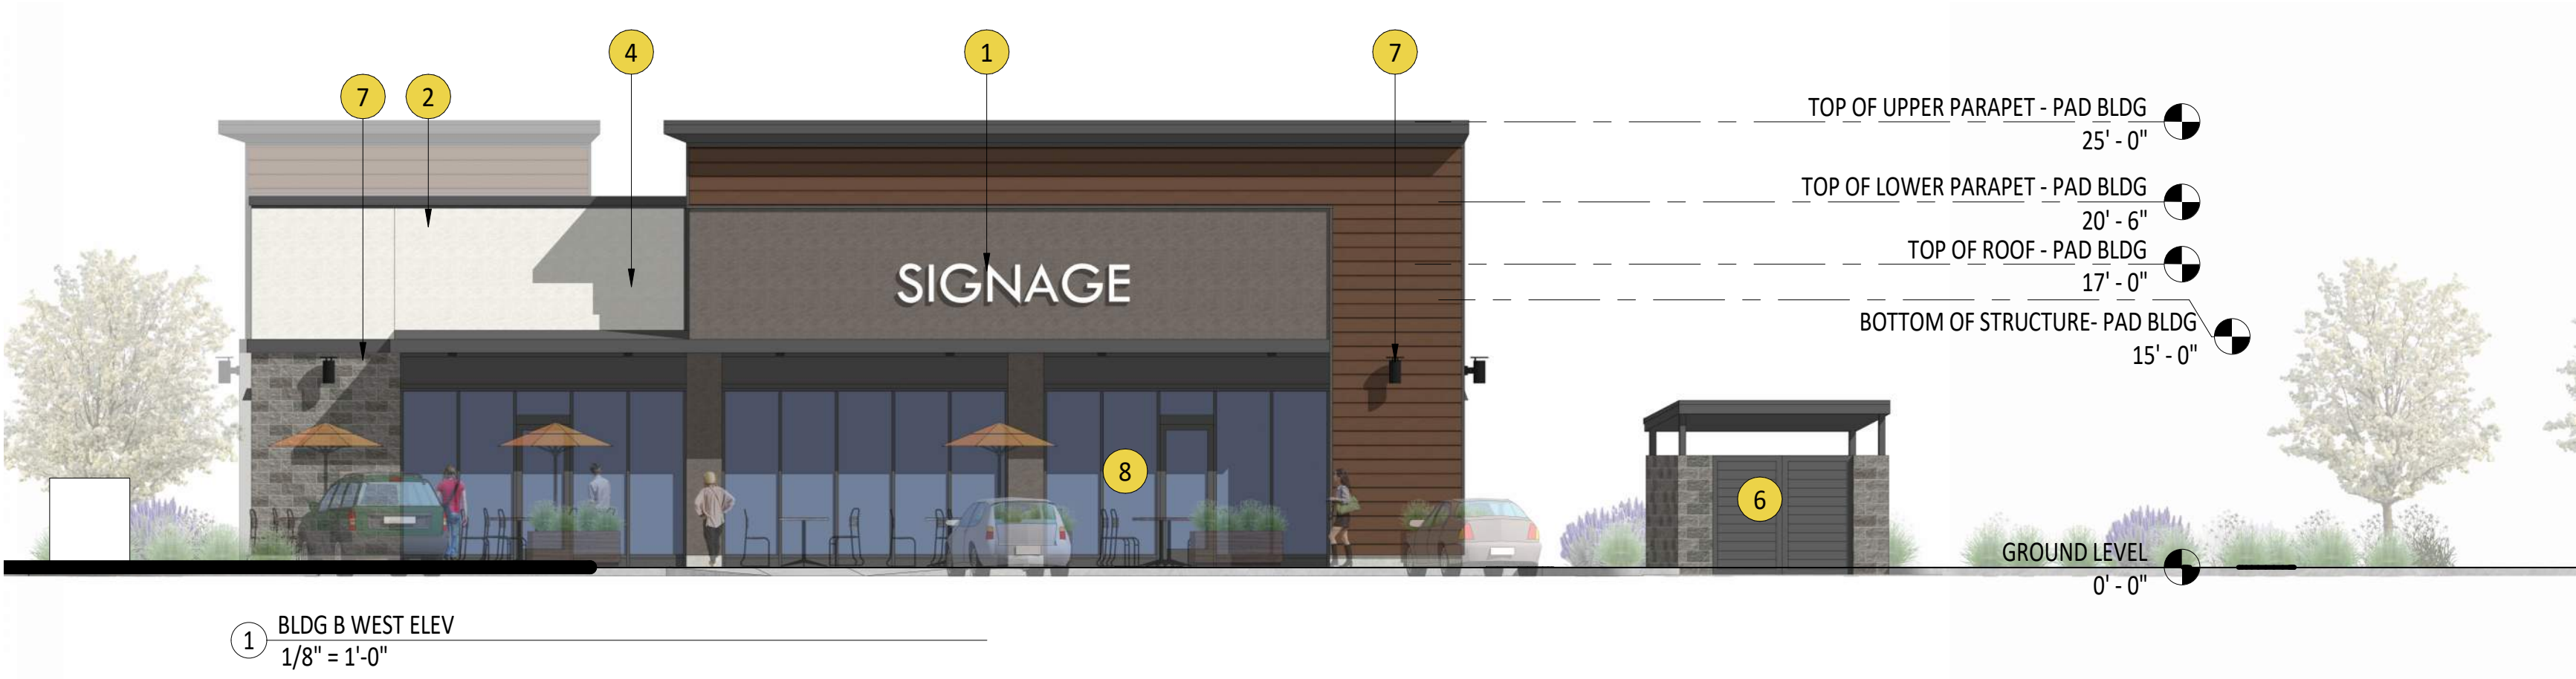 4
1
7
7
2
TOP OF UPPER PARAPET - PAD BLDG
25' - 0"
TOP OF LOWER PARAPET - PAD BLDG
20' - 6"
TOP OF ROOF - PAD BLDG
17' - 0"
SIGNAGE
BOTTOM OF STRUCTURE- PAD BLDG
15' - 0"
8
6
GROUND LEVEL
0' - 0"
1
BLDG B WEST ELEV
1/8" = 1'-0"